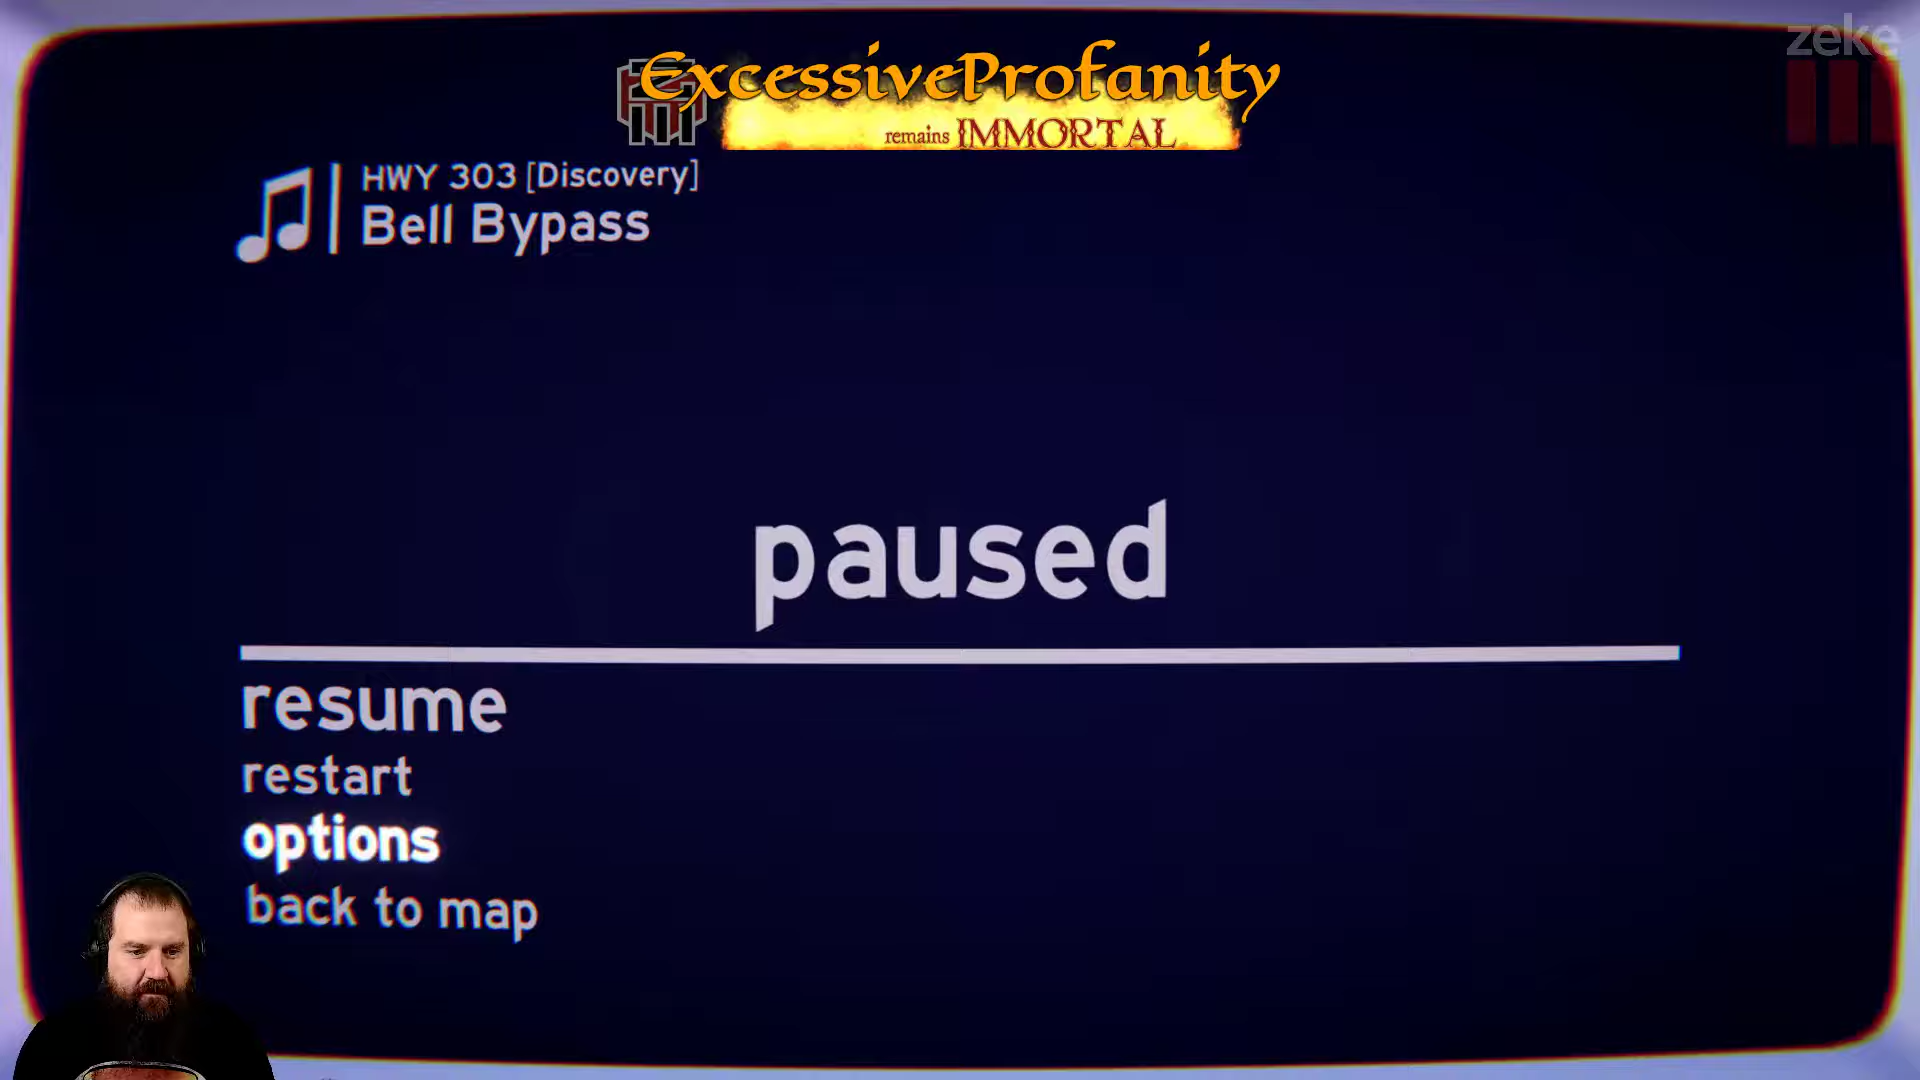 zeke
ExcessiveProfanity
remains IMMORTAL
HWY 303 [Discovery]
Bell Bypass
paused
resume
restart
options
back to map